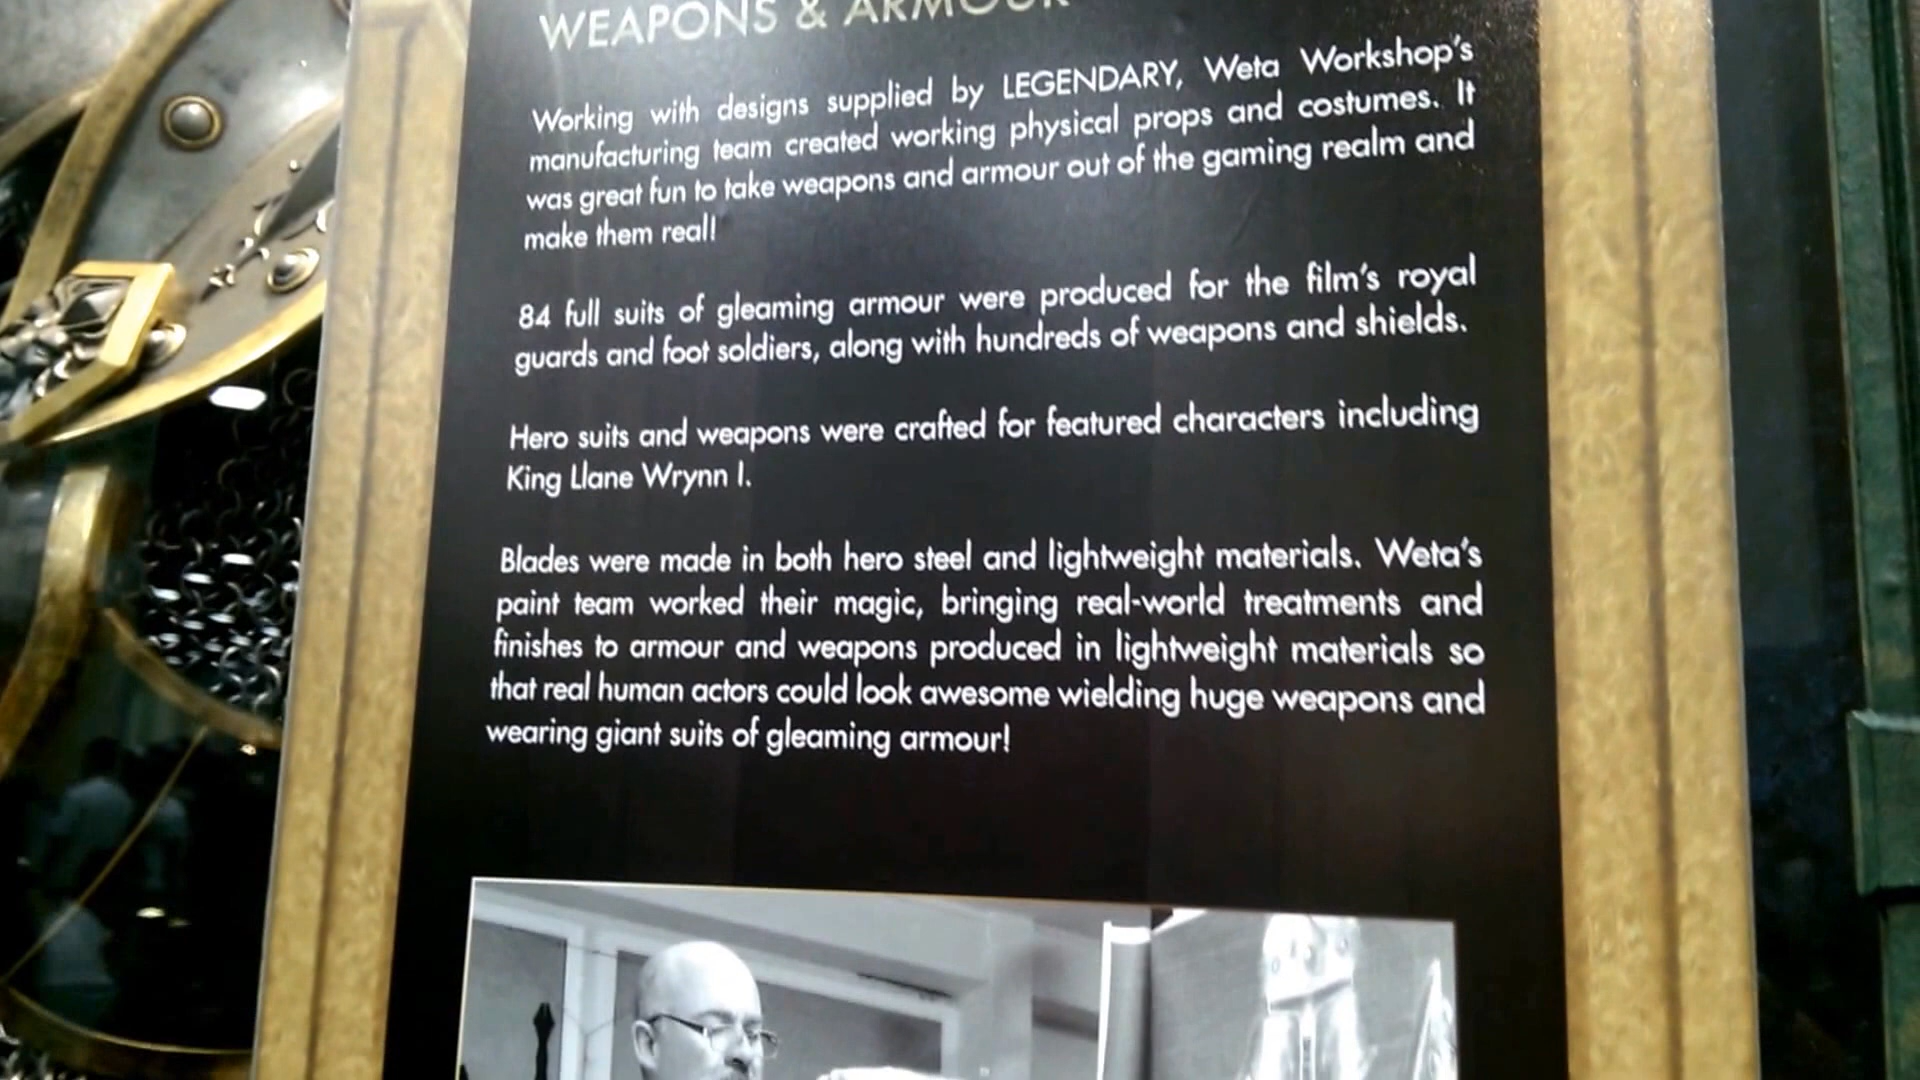 WEAPONS & ARMOUR
Working with designs supplied by LEGENDARY, Weta Workshop's
manufacturing team created working physical props and costumes. It
was great fun to take weapons and armour out of the gaming realm and
make them real!
84 full suits of gleaming armour were produced for the film's royal
guards and foot soldiers, along with hundreds of weapons and shields.
Hero suits and weapons were crafted for featured characters including
King Llane Wrynn I.
Blades were made in both hero steel and lightweight materials. Weta's
paint team worked their magic, bringing real-world treatments and
finishes to armour and weapons produced in lightweight materials so
that real human actors could look awesome wielding huge weapons and
wearing giant suits of gleaming armour!